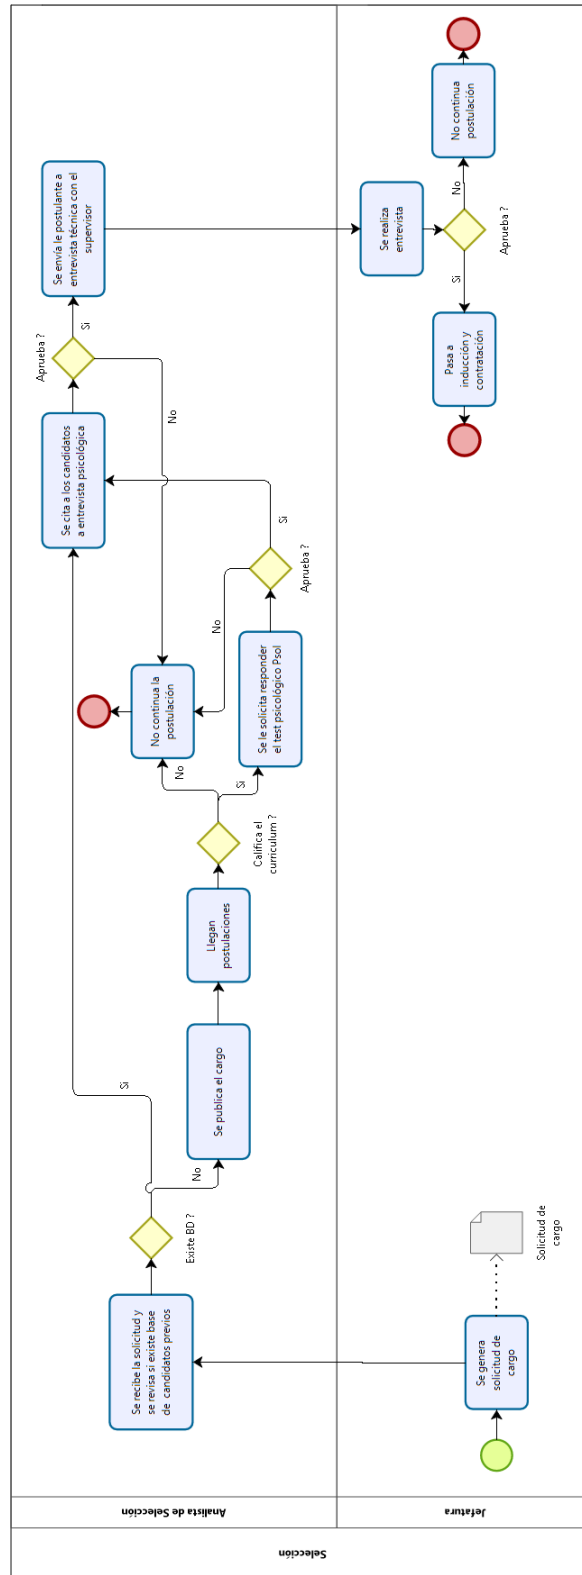 Selección
Analista de Selección
Jefatura
Se genera
solicitud de
cargo
Solicitud de
cargo
Se recibe la solicitud y
se revisa si existe base
de candidatos previos
Existe BD ?
Si
No
Se publica el cargo
Llegan
postulaciones
Califica el
curriculum ?
No
Si
No continua la
postulación
Se le solicita responder
el test psicológico Psol
Aprueba ?
No
Si
Se cita a los candidatos
a entrevista psicológica
Aprueba ?
No
Si
Se envía le postulante a
entrevista técnica con el
supervisor
Se realiza
entrevista
Aprueba ?
Si
No
Pasa a
inducción y
contratación
No continua
postulación